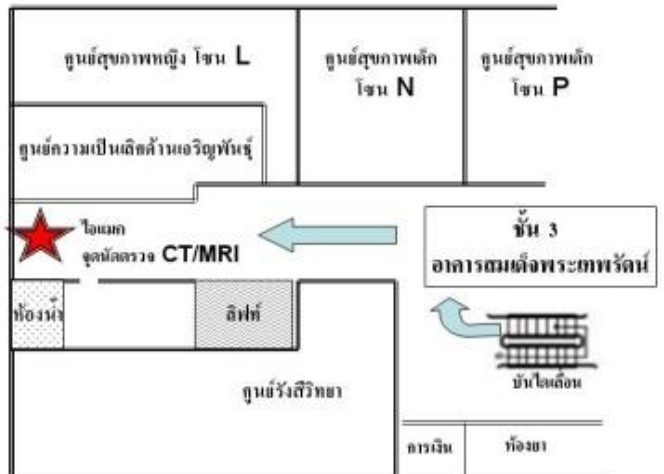 ศูนย์สุขภาพหญิง โซน L
ศูนย์สุขภาพเด็ก
โซน N
ศูนย์สุขภาพเด็ก
โซน P
ศูนย์ความเป็นเลิศด้านเจริญพันธุ์
ไอแมก
จุดนัดตรวจ CT/MRI
ชั้น 3
อาคารสมเด็จพระเทพรัตน์
ห้องน้ำ
ลิฟท์
บันไดเลื่อน
ศูนย์รังสีวิทยา
การเงิน
ห้องยา